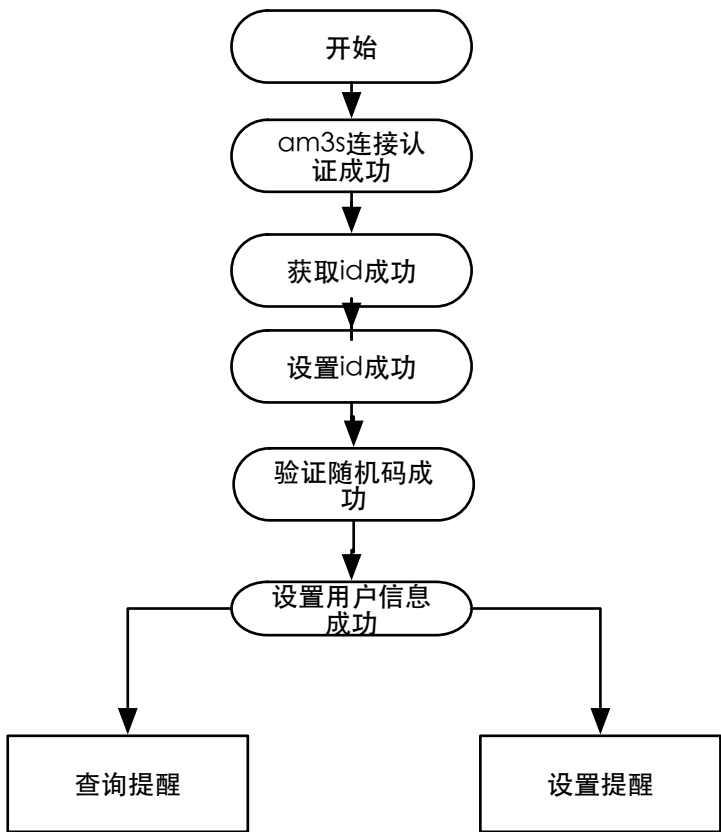 开始
am3s连接认
证成功
获取id成功
设置id成功
验证随机码成
功
设置用户信息
成功
查询提醒
设置提醒